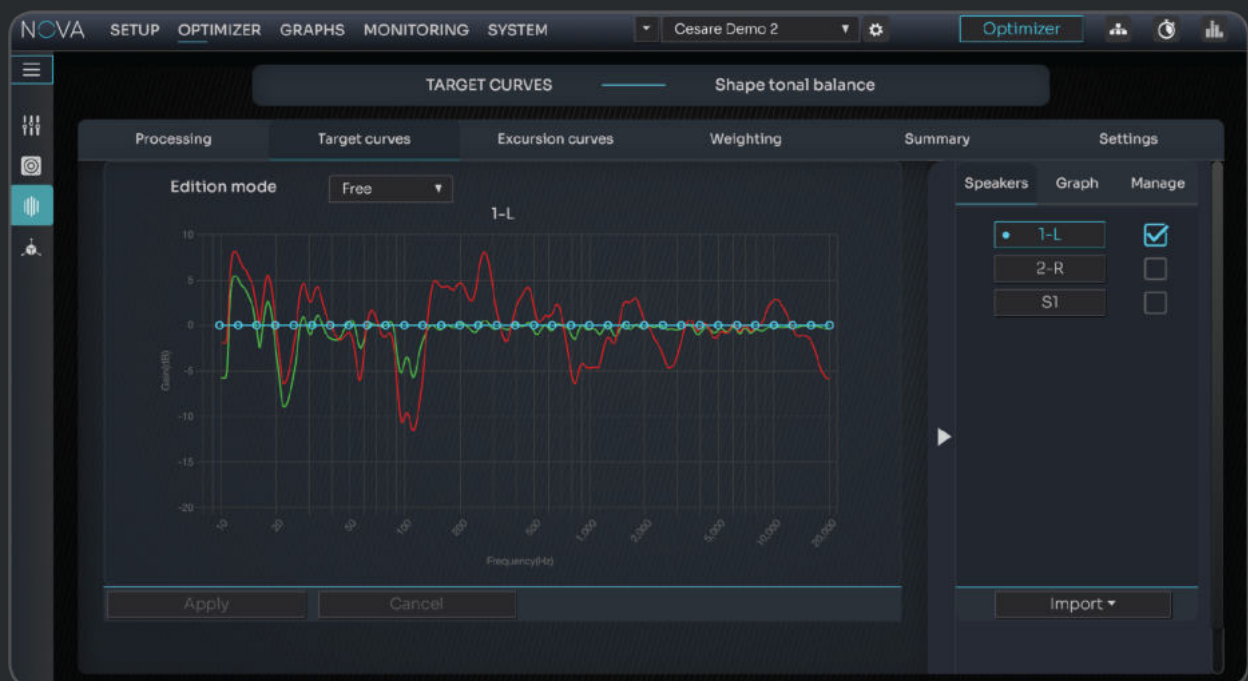 NOVA SETUP OPTIMIZER GRAPHS MONITORING SYSTEM Cesare Demo 2 Optimizer
TARGET CURVES Shape tonal balance
Processing Target curves Excursion curves Weighting Summary Settings
Edition mode Free
Speakers Graph Manage
1-L
1-L
2-R
S1
10
5
0
-5
-10
-15
-20
Gain(dB)
10 20 50 100 200 500 1,000 2,000 5,000 10,000 20,000
Frequency(Hz)
Apply Cancel
Import